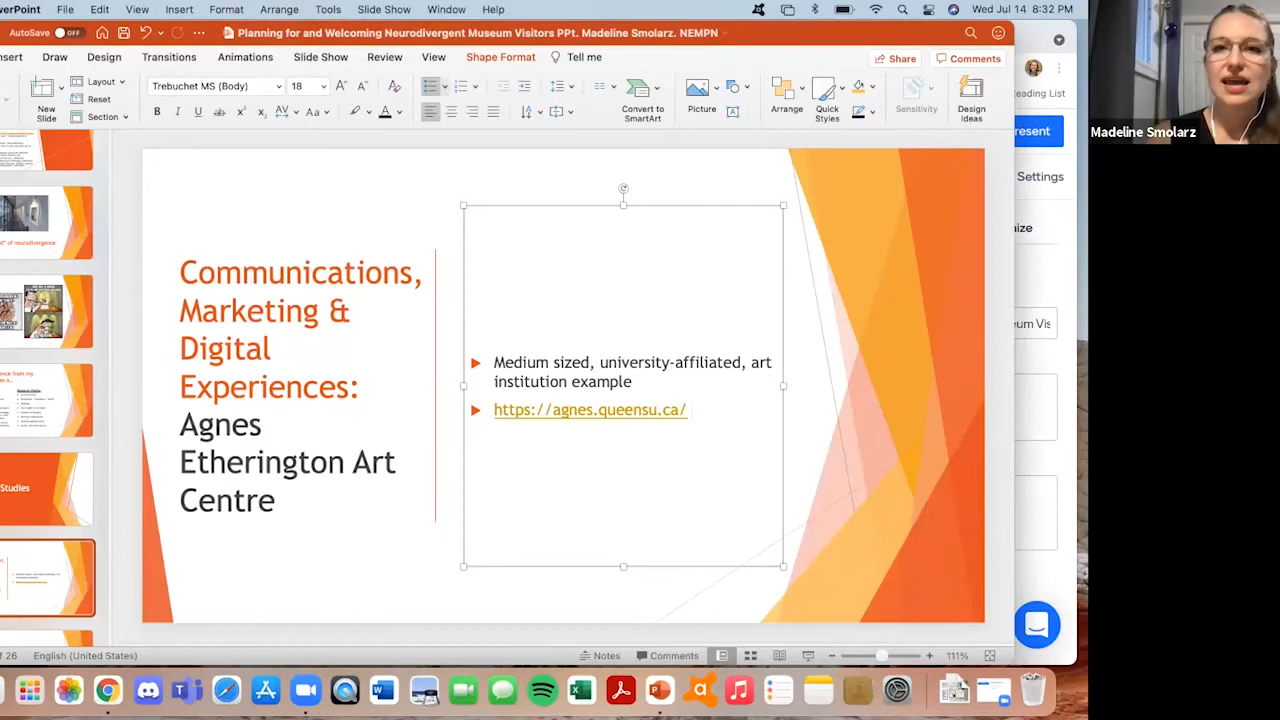 PowerPoint File Edit View Insert Format Arrange Tools Slide Show Window Help Wed Jul 14 8:32 PM
AutoSave OFF Planning for and Welcoming Neurodivergent Museum Visitors PPt. Madeline Smolarz. NEMPN
Insert Draw Design Transitions Animations Slide Show Review View Shape Format Tell me Share Comments
New Slide
Layout
Reset
Section
Trebuchet MS (Body) 18
Convert to SmartArt
Picture
Arrange
Quick Styles
Sensitivity
Design Ideas
Reading List
Present
Settings
Madeline Smolarz
Communications,
Marketing &
Digital
Experiences:
Agnes
Etherington Art
Centre
Medium sized, university-affiliated, art
institution example
https://agnes.queensu.ca/
of 26 English (United States) Notes Comments 111%